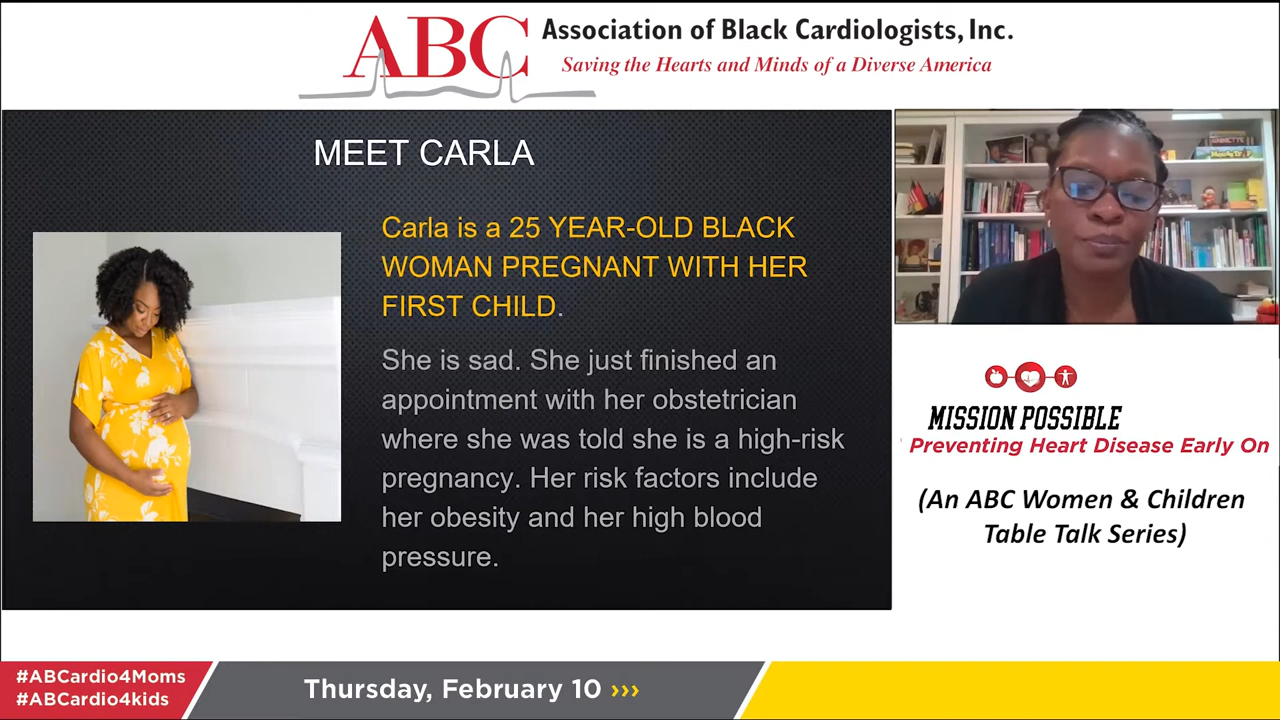 ABC
Association of Black Cardiologists, Inc.
Saving the Hearts and Minds of a Diverse America
MEET CARLA
Carla is a 25 YEAR-OLD BLACK
WOMAN PREGNANT WITH HER
FIRST CHILD.
She is sad. She just finished an
appointment with her obstetrician
where she was told she is a high-risk
pregnancy. Her risk factors include
her obesity and her high blood
pressure.
MISSION POSSIBLE
Preventing Heart Disease Early On
(An ABC Women & Children
Table Talk Series)
#ABCardio4Moms
#ABCardio4kids
Thursday, February 10 >>>